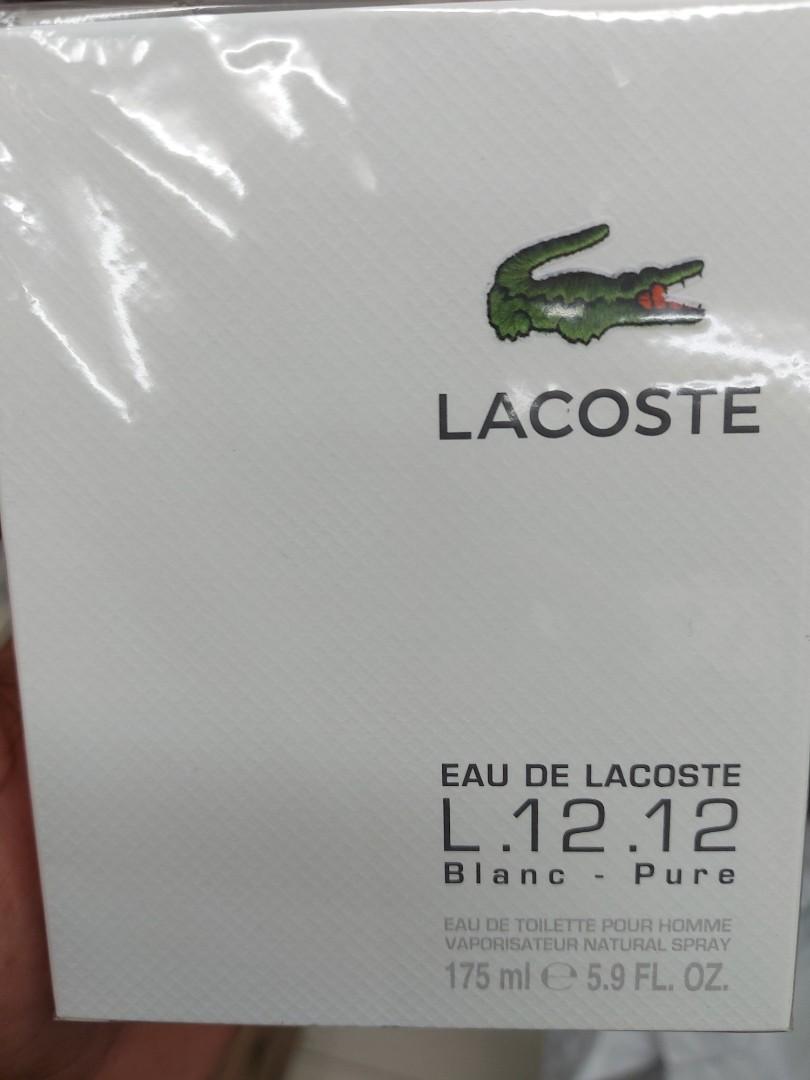 LACOSTE
EAU DE LACOSTE
L.12.12
Blanc - Pure
EAU DE TOILETTE POUR HOMME
VAPORISATEUR NATURAL SPRAY
175 ml ℮ 5.9 FL. OZ.